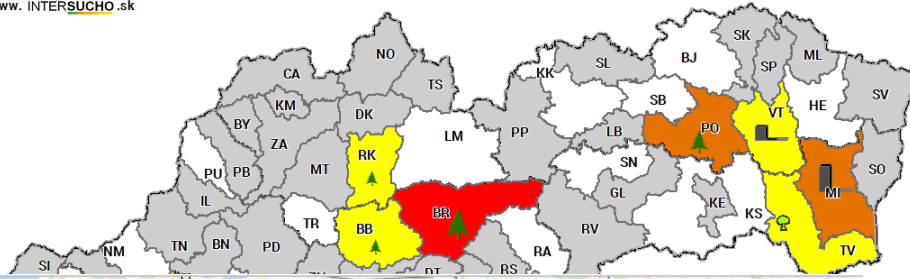 www. INTERSUCHO .sk
NO
SK
BJ
ML
CA
KK
SL
SP
TS
SV
KM
SB
HE
DK
VT
BY
LM
PO
PP
LB
ZA
RK
SN
MT
PU
PB
SO
GL
MI
IL
KE
BR
KS
TR
BB
RV
TN
BN
PD
RA
TV
NM
SI
RS